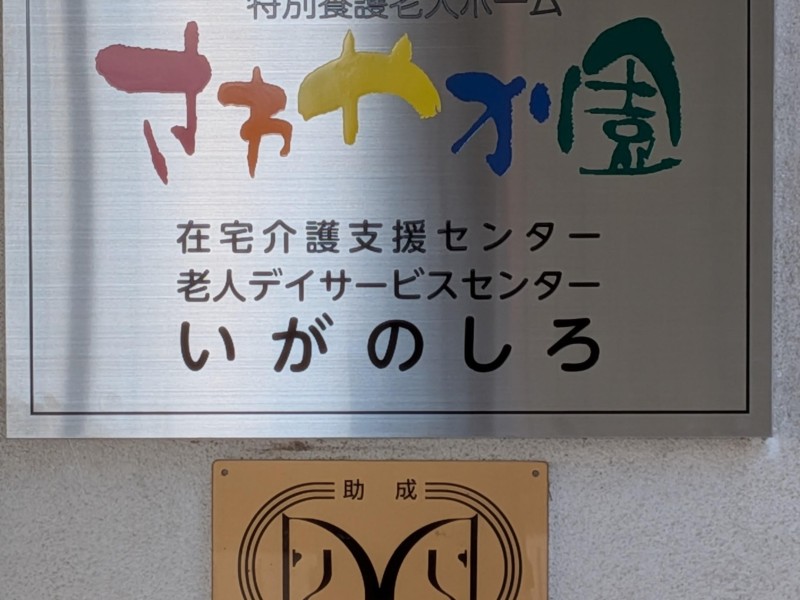 特別養護老人ホーム
さわやか園
在宅介護支援センター
老人デイサービスセンター
いがのしろ
助成